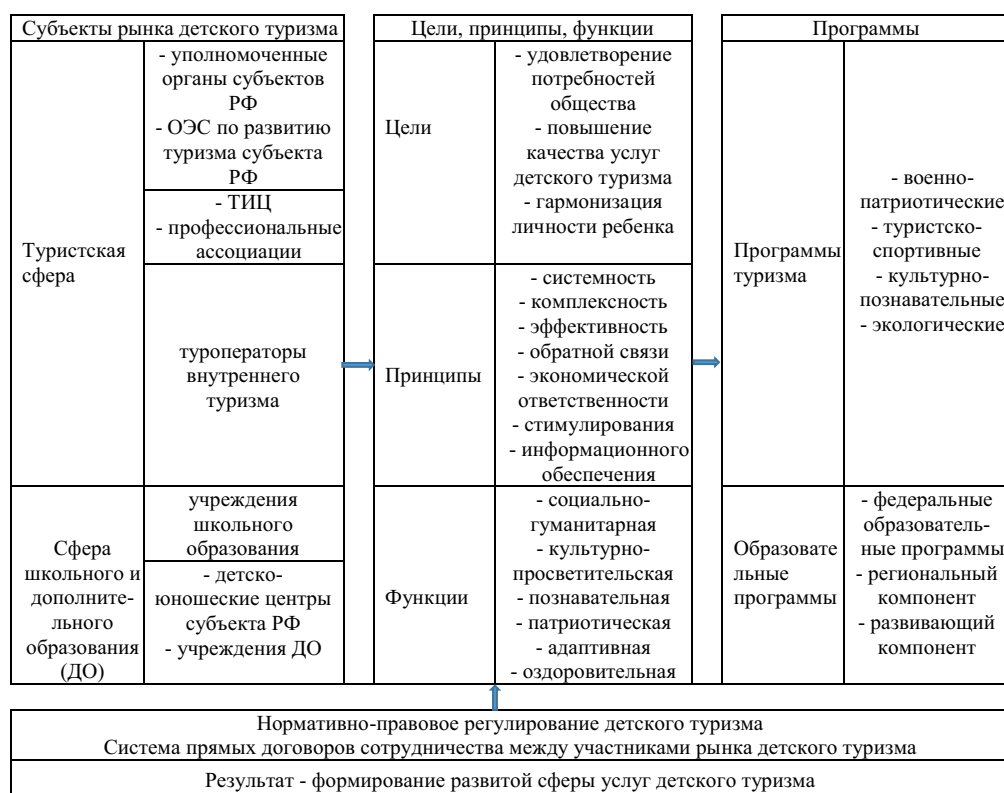 Субъекты рынка детского туризма
Туристская
сфера
- уполномоченные
органы субъектов
РФ
- ОЭС по развитию
туризма субъекта
РФ
- ТИЦ
- профессиональные
ассоциации
туроператоры
внутреннего
туризма
Сфера
школьного и
дополните-
льного
образования
(ДО)
учреждения
школьного
образования
- детско-
юношеские центры
субъекта РФ
- учреждения ДО
Цели, принципы, функции
Цели
- удовлетворение
потребностей
общества
- повышение
качества услуг
детского туризма
- гармонизация
личности ребенка
Принципы
- системность
- комплексность
- эффективность
- обратной связи
- экономической
ответственности
- стимулирования
- информационного
обеспечения
Функции
- социально-
гуманитарная
- культурно-
просветительская
- познавательная
- патриотическая
- адаптивная
- оздоровительная
Программы
Программы
туризма
- военно-
патриотические
- туристско-
спортивные
- культурно-
познавательные
- экологические
Образовате
льные
программы
- федеральные
образователь-
ные программы
- региональный
компонент
- развивающий
компонент
Нормативно-правовое регулирование детского туризма
Система прямых договоров сотрудничества между участниками рынка детского туризма
Результат - формирование развитой сферы услуг детского туризма